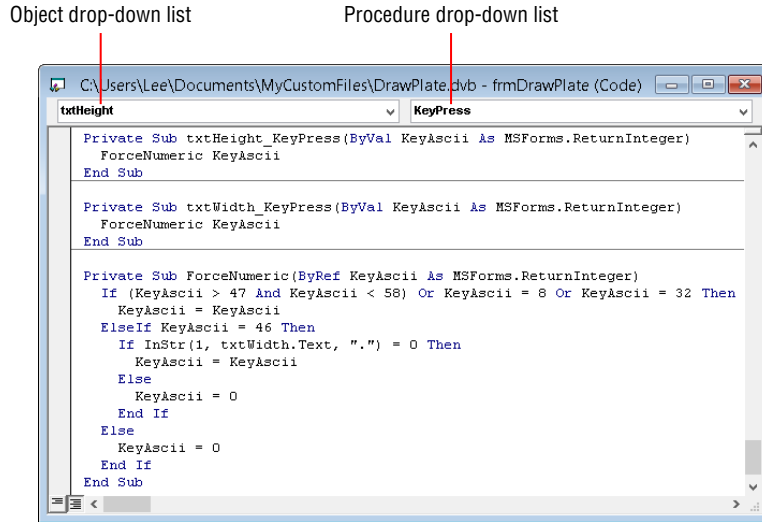 Object drop-down list
Procedure drop-down list
C:\Users\Lee\Documents\MyCustomFiles\DrawPlate.dvb - frmDrawPlate (Code)
txtHeight
KeyPress
Private Sub txtHeight_KeyPress(ByVal KeyAscii As MSForms.ReturnInteger)
  ForceNumeric KeyAscii
End Sub
Private Sub txtWidth_KeyPress(ByVal KeyAscii As MSForms.ReturnInteger)
  ForceNumeric KeyAscii
End Sub
Private Sub ForceNumeric(ByRef KeyAscii As MSForms.ReturnInteger)
  If (KeyAscii > 47 And KeyAscii < 58) Or KeyAscii = 8 Or KeyAscii = 32 Then
    KeyAscii = KeyAscii
  ElseIf KeyAscii = 46 Then
    If InStr(1, txtWidth.Text, ".") = 0 Then
      KeyAscii = KeyAscii
    Else
      KeyAscii = 0
    End If
  Else
    KeyAscii = 0
  End If
End Sub